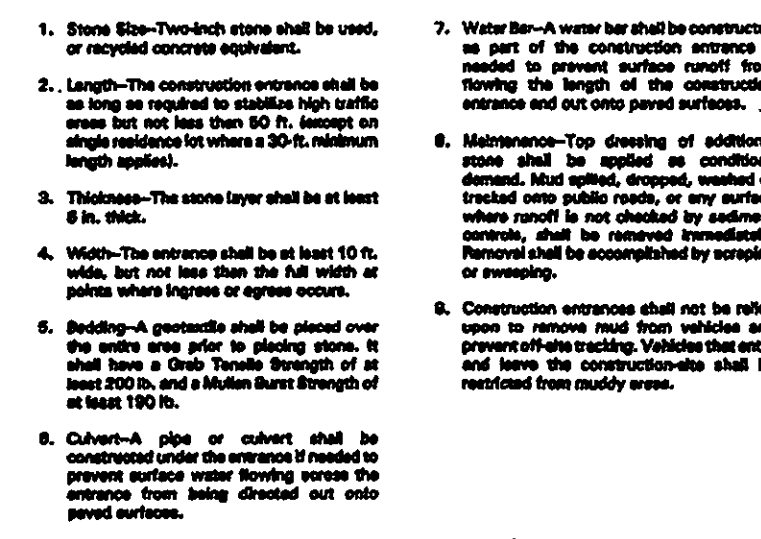 1. Stone Size--Two-inch stone shall be used,
or recycled concrete equivalent.
2. Length--The construction entrance shall be
as long as required to stabilize high traffic
areas but not less than 50 ft. (except on
single residence lot where a 30-ft. minimum
length applies).
3. Thickness--The stone layer shall be at least
6 in. thick.
4. Width--The entrance shall be at least 10 ft.
wide, but not less than the full width at
points where ingress or egress occurs.
5. Bedding--A geotextile shall be placed over
the entire area prior to placing stone. It
shall have a Grab Tensile Strength of at
least 200 lb. and a Mullen Burst Strength of
at least 190 lb.
6. Culvert--A pipe or culvert shall be
constructed under the entrance if needed to
prevent surface water flowing across the
entrance from being directed out onto
paved surfaces.
7. Water Bar--A water bar shall be constructe
as part of the construction entrance
needed to prevent surface runoff fro
flowing the length of the constructi
entrance and out onto paved surfaces.
8. Maintenance--Top dressing of addition
stone shall be applied as condition
demand. Mud spilled, dropped, washed
tracked onto public roads, or any surfac
where runoff is not checked by sedime
controls, shall be removed immediatel
Removal shall be accomplished by scrapi
or sweeping.
9. Construction entrances shall not be relie
upon to remove mud from vehicles a
prevent off-site tracking. Vehicles that ent
and leave the construction-site shall
restricted from muddy areas.